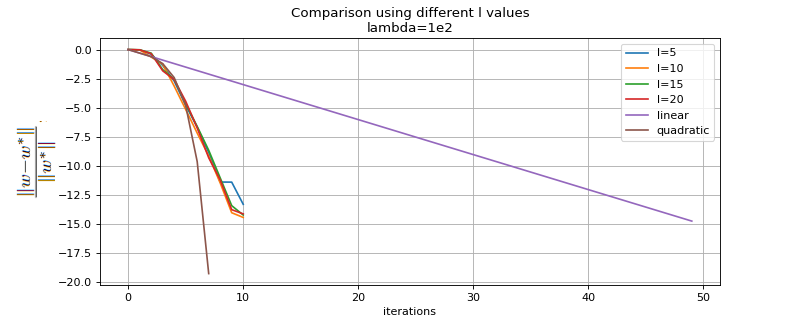 Comparison using different l values
lambda=1e2
0.0
−2.5
−5.0
−7.5
−10.0
−12.5
−15.0
−17.5
−20.0
||w−w*||
||w*||
l=5
l=10
l=15
l=20
linear
quadratic
0
10
20
30
40
50
iterations